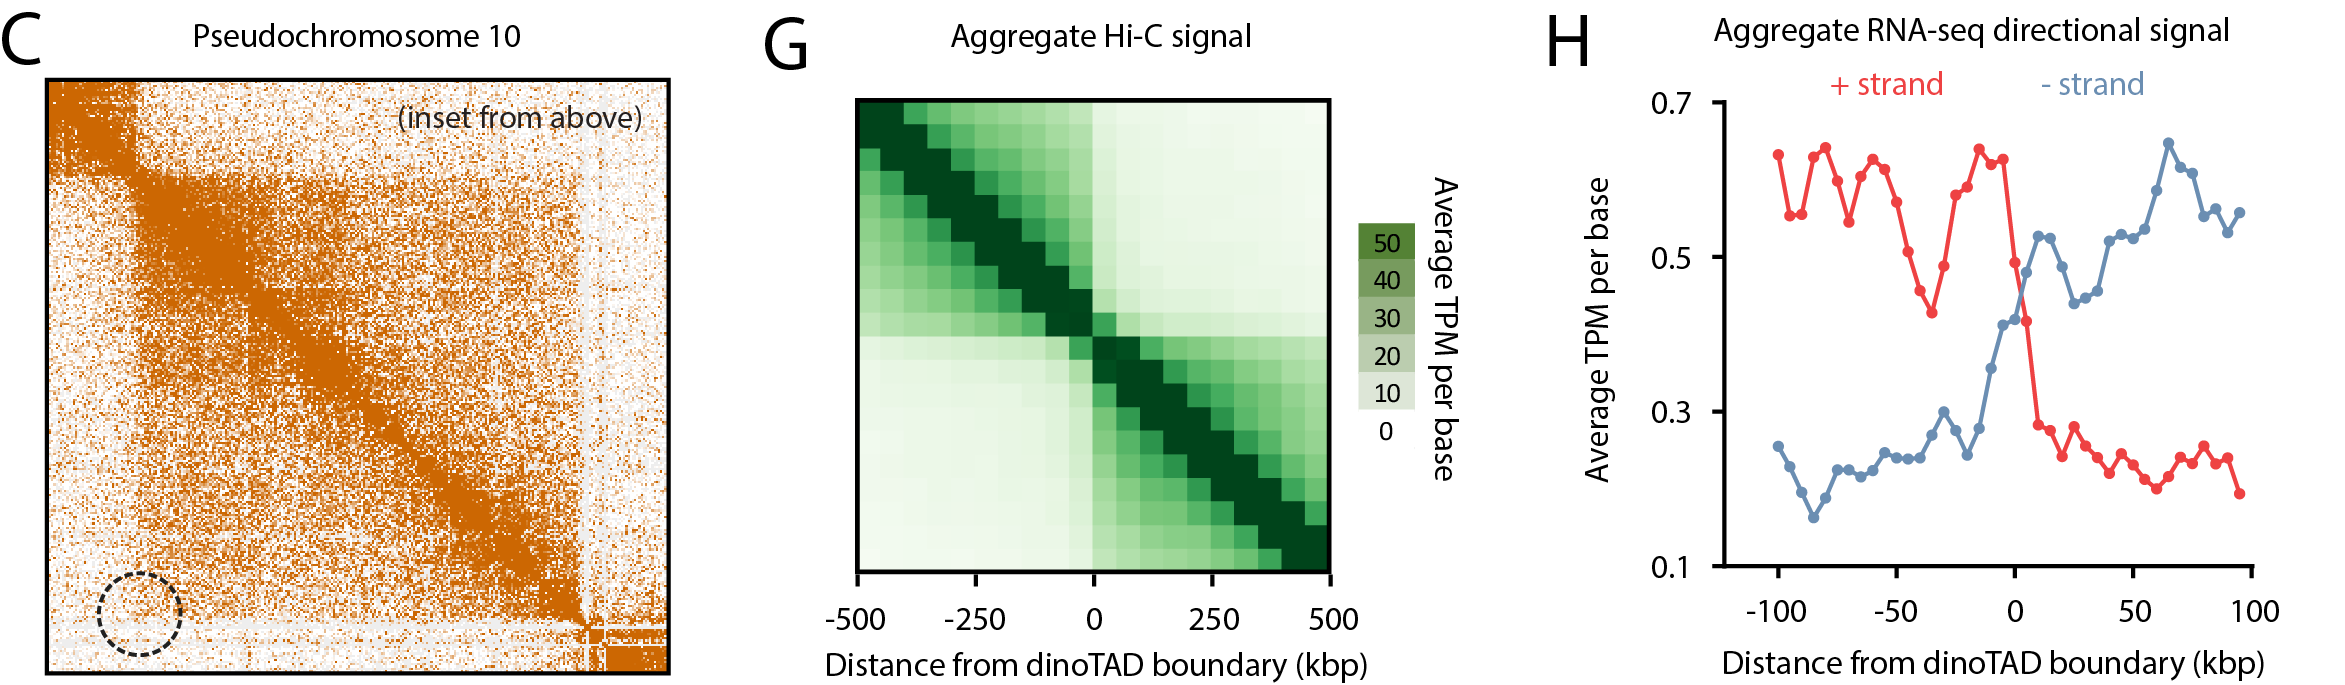 C
Pseudochromosome 10
(inset from above)
G
Aggregate Hi-C signal
50
40
30
20
10
0
Average TPM per base
-500
-250
0
250
500
Distance from dinoTAD boundary (kbp)
H
Aggregate RNA-seq directional signal
+ strand
- strand
Average TPM per base
0.7
0.5
0.3
0.1
-100
-50
0
50
100
Distance from dinoTAD boundary (kbp)